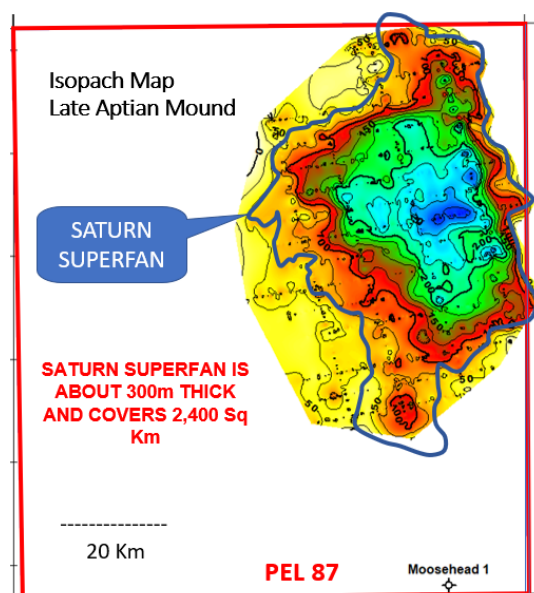 Isopach Map
Late Aptian Mound
SATURN
SUPERFAN
SATURN SUPERFAN IS
ABOUT 300m THICK
AND COVERS 2,400 Sq
Km
20 Km
PEL 87
Moosehead 1